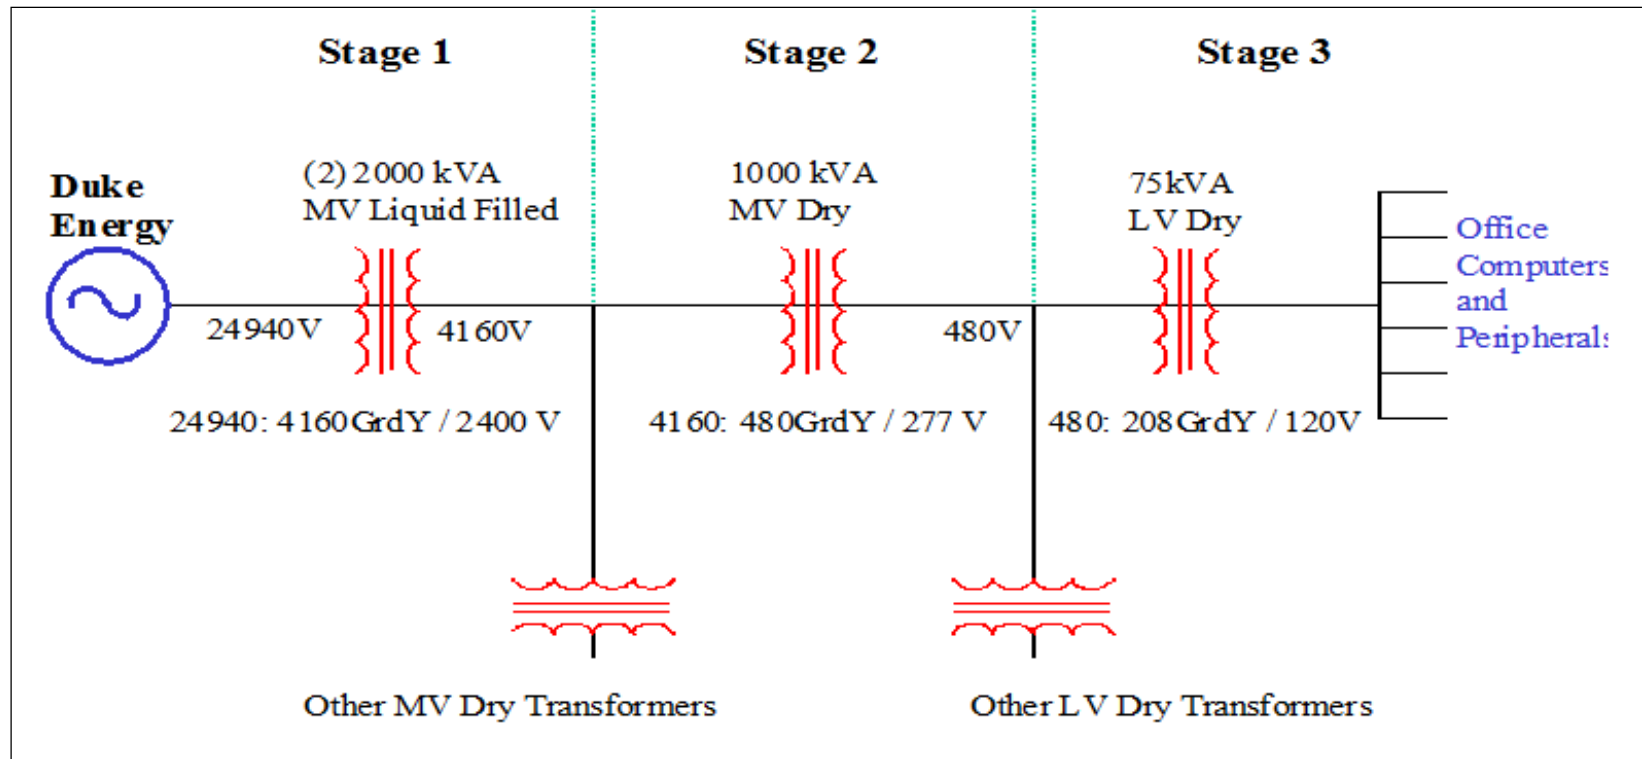 Stage 1
Stage 2
Stage 3
Duke
Energy
(2) 2000 kVA
MV Liquid Filled
1000 kVA
MV Dry
75kVA
LV Dry
Office
Computers
and
Peripherals
24940V
4160V
480V
24940: 4160GrdY / 2400 V
4160: 480GrdY / 277 V
480: 208GrdY / 120V
Other MV Dry Transformers
Other LV Dry Transformers